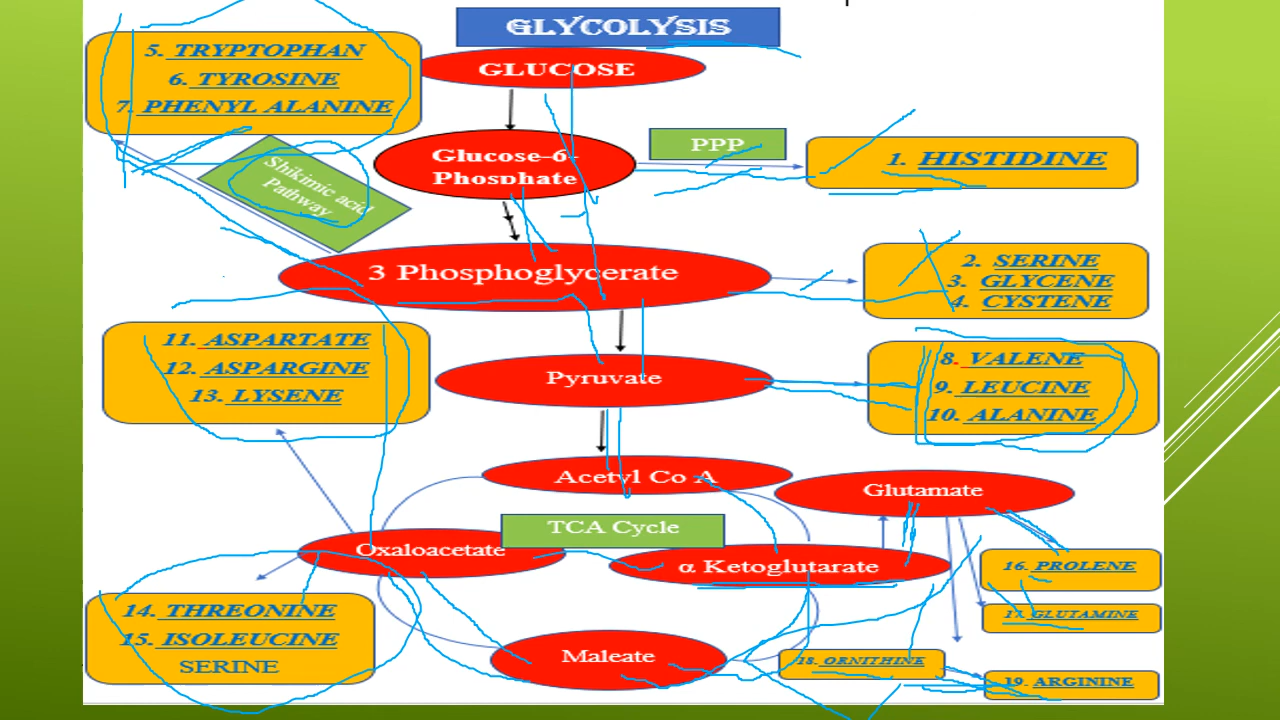 GLYCOLYSIS
5. TRYPTOPHAN
6. TYROSINE
7. PHENYL ALANINE
GLUCOSE
Glucose-6-
Phosphate
PPP
1. HISTIDINE
Shikimic acid
Pathway
3 Phosphoglycerate
2. SERINE
3. GLYCENE
4. CYSTENE
11. ASPARTATE
12. ASPARGINE
13. LYSENE
Pyruvate
8. VALENE
9. LEUCINE
10. ALANINE
Acetyl Co A
Glutamate
TCA Cycle
Oxaloacetate
α Ketoglutarate
16. PROLENE
14. THREONINE
15. ISOLEUCINE
SERINE
17. GLUTAMINE
Maleate
18. ORNITHINE
19. ARGININE